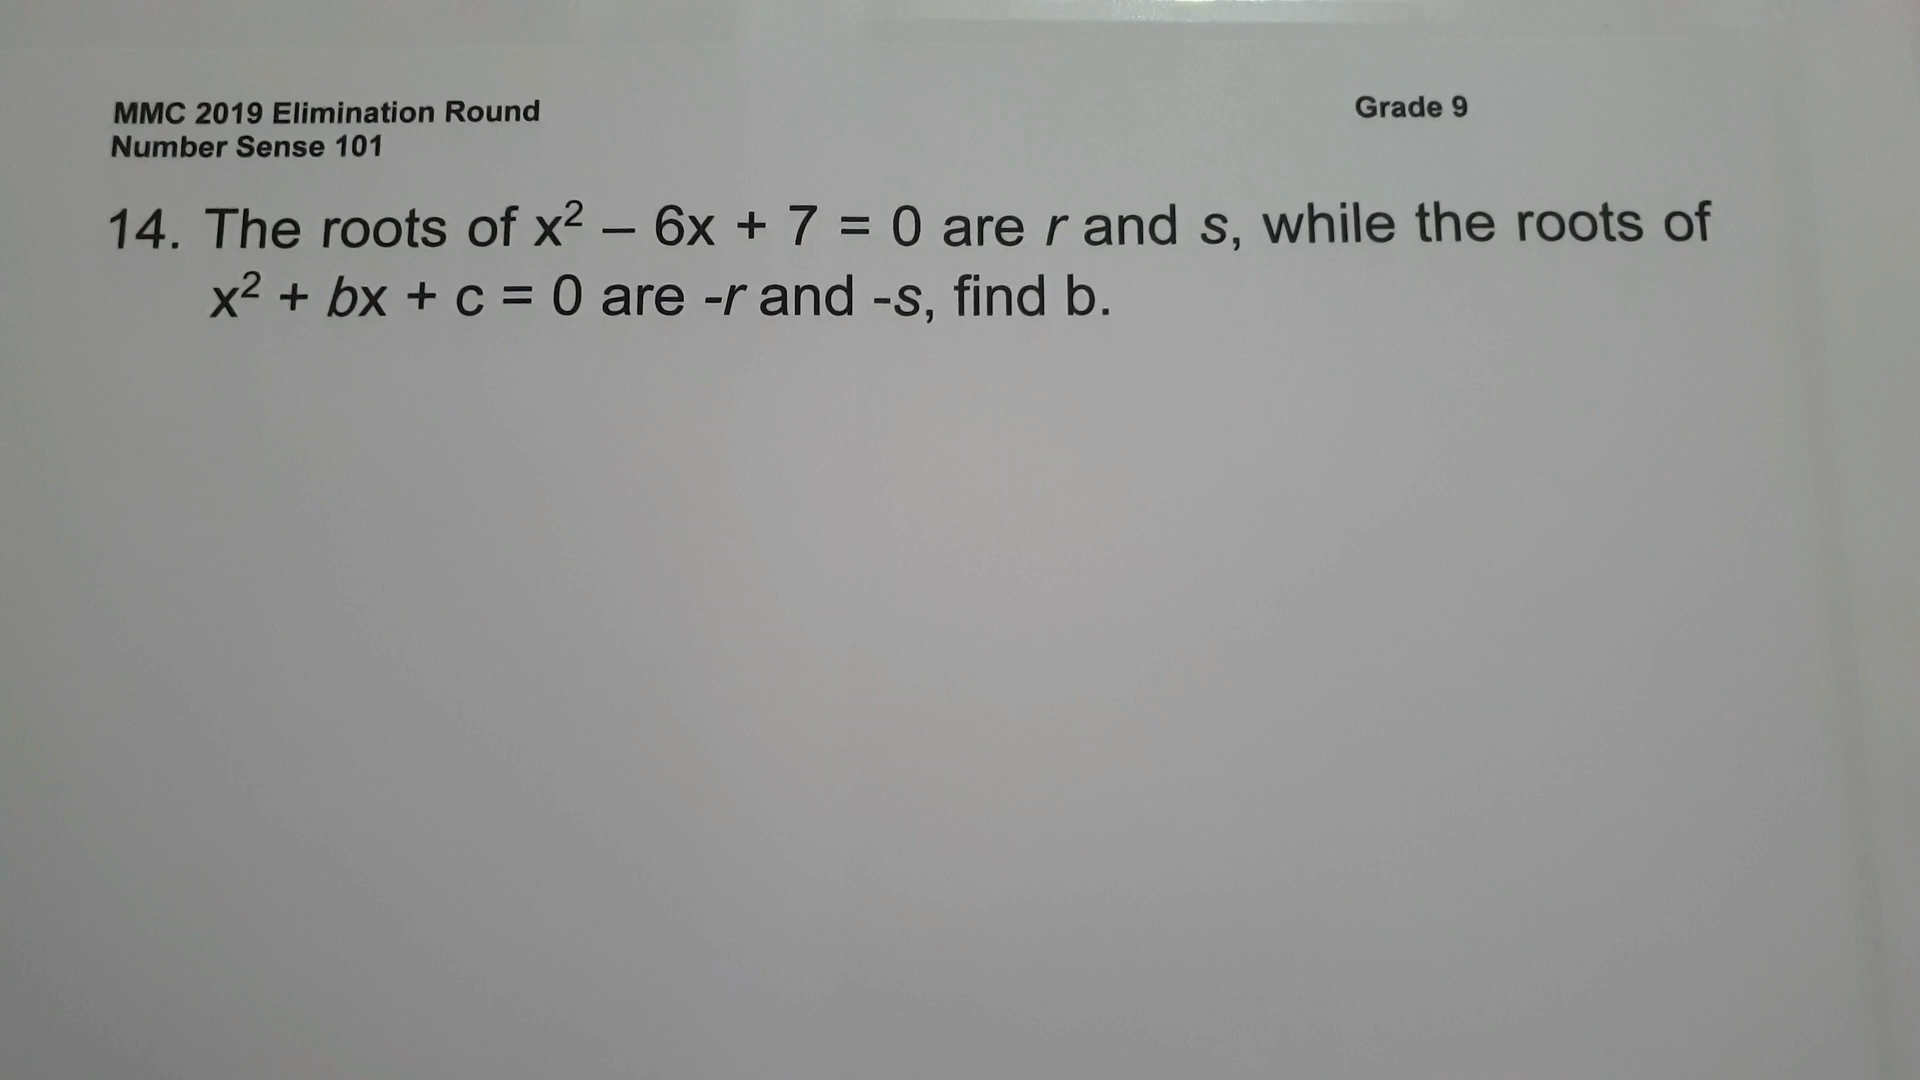 MMC 2019 Elimination Round
Grade 9
Number Sense 101
14. The roots of x² – 6x + 7 = 0 are r and s, while the roots of
x² + bx + c = 0 are -r and -s, find b.